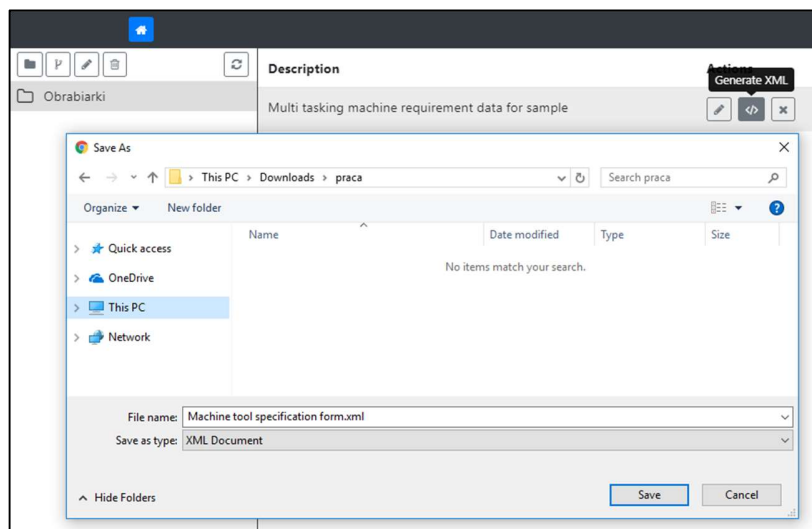 Description
Actions
Generate XML
Obrabiarki
Multi tasking machine requirement data for sample
Save As
This PC > Downloads > praca
Search praca
Organize
New folder
Name
Date modified
Type
Size
Quick access
No items match your search.
OneDrive
This PC
Network
File name: Machine tool specification form.xml
Save as type: XML Document
Hide Folders
Save
Cancel